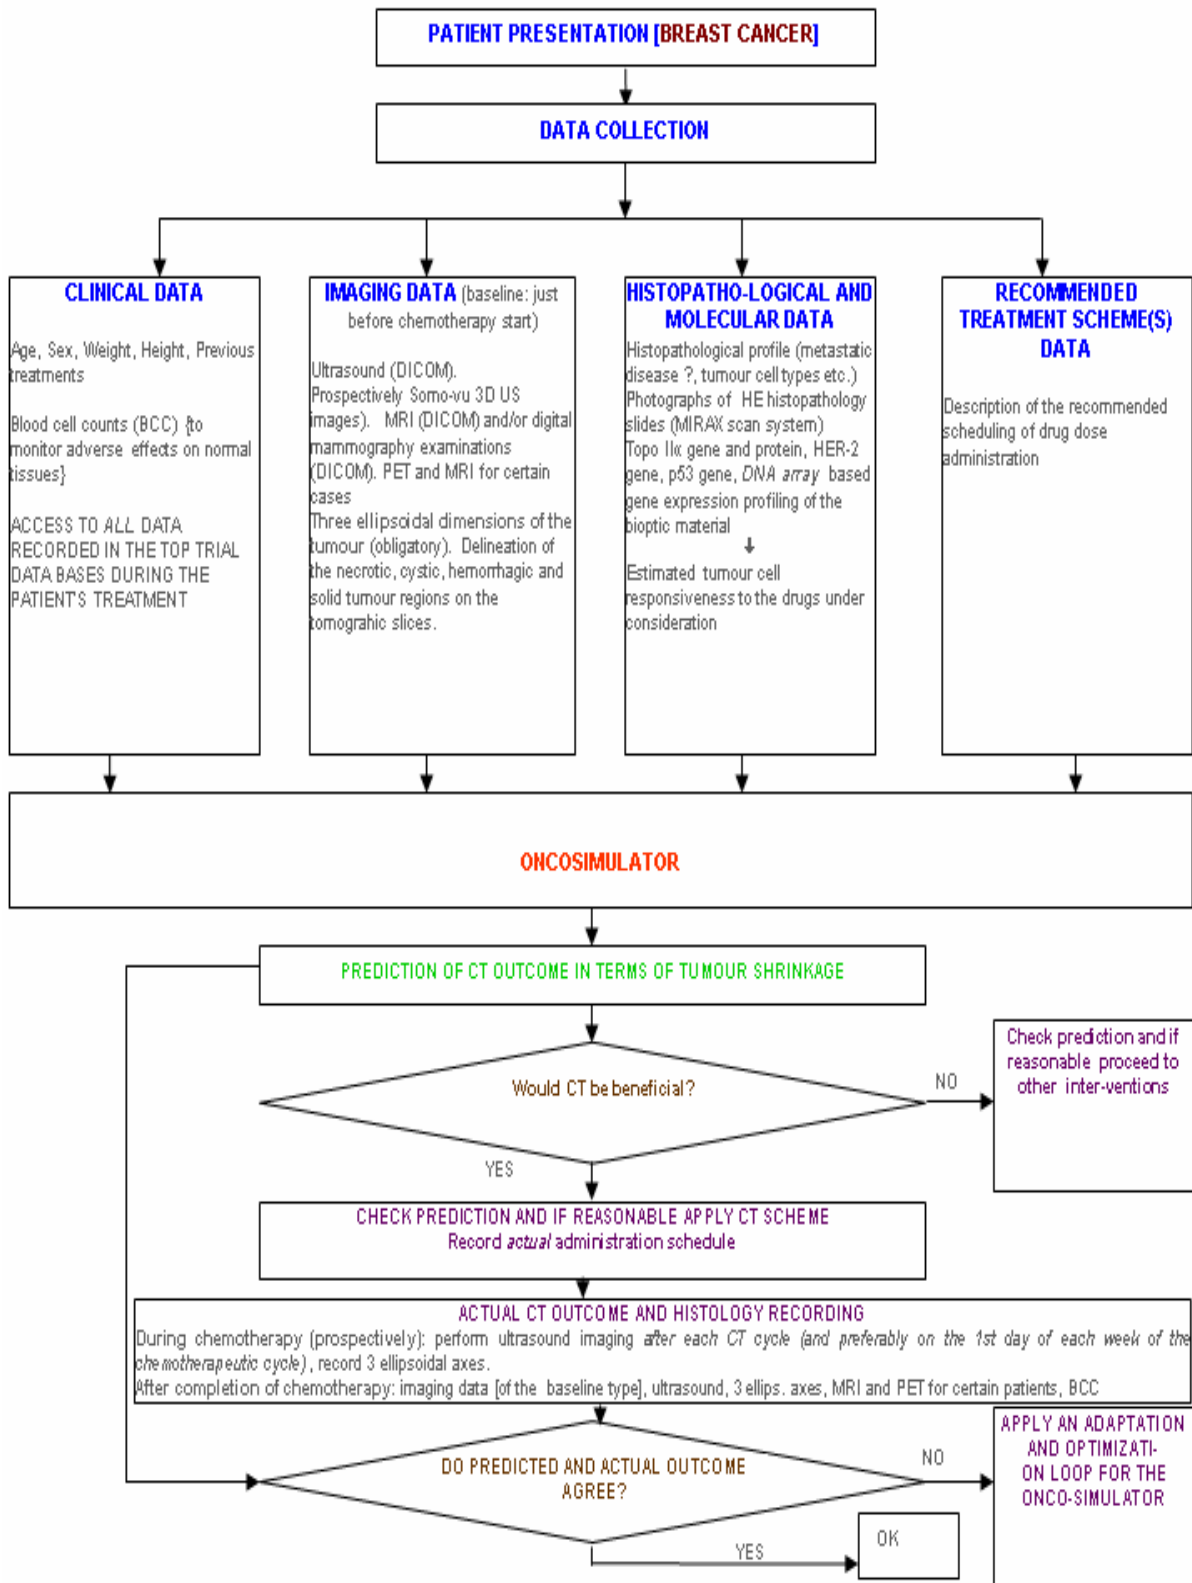 PATIENT PRESENTATION [BREAST CANCER]
DATA COLLECTION
CLINICAL DATA
Age, Sex, Weight, Height, Previous
treatments
Blood cell counts (BCC) {to
monitor adverse effects on normal
tissues}
ACCESS TO ALL DATA
RECORDED IN THE TOP TRIAL
DATA BASES DURING THE
PATIENT'S TREATMENT
IMAGING DATA (baseline: just
before chemotherapy start)
Ultrasound (DICOM).
Prospectively Somo-vu 3D US
images). MRI (DICOM) and/or digital
mammography examinations
(DICOM). PET and MRI for certain
cases
Three ellipsoidal dimensions of the
tumour (obligatory). Delineation of
the necrotic, cystic, hemorrhagic and
solid tumour regions on the
tomograhic slices.
HISTOPATHO-LOGICAL AND
MOLECULAR DATA
Histopathological profile (metastatic
disease ?, tumour cell types etc.)
Photographs of HE histopathology
slides (MIRAX scan system)
Topo IIα gene and protein, HER-2
gene, p53 gene, DNA array based
gene expression profiling of the
bioptic material
Estimated tumour cell
responsiveness to the drugs under
consideration
RECOMMENDED
TREATMENT SCHEME(S)
DATA
Description of the recommended
scheduling of drug dose
administration
ONCOSIMULATOR
PREDICTION OF CT OUTCOME IN TERMS OF TUMOUR SHRINKAGE
Would CT be beneficial?
NO
Check prediction and if
reasonable proceed to
other inter-ventions
YES
CHECK PREDICTION AND IF REASONABLE APPLY CT SCHEME
Record actual administration schedule
ACTUAL CT OUTCOME AND HISTOLOGY RECORDING
During chemotherapy (prospectively): perform ultrasound imaging after each CT cycle (and preferably on the 1st day of each week of the
chemotherapeutic cycle), record 3 ellipsoidal axes.
After completion of chemotherapy: imaging data [of the baseline type], ultrasound, 3 ellips. axes, MRI and PET for certain patients, BCC
DO PREDICTED AND ACTUAL OUTCOME
AGREE?
NO
APPLY AN ADAPTATION
AND OPTIMIZATI-
ON LOOP FOR THE
ONCO-SIMULATOR
YES
OK